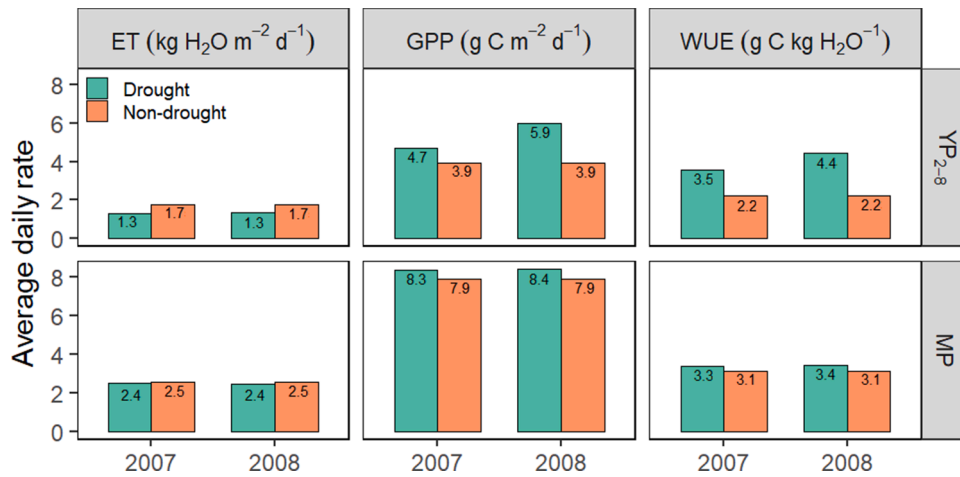 ET (kg H₂O m⁻² d⁻¹) GPP (g C m⁻² d⁻¹) WUE (g C kg H₂O⁻¹)
Average daily rate
8
6
4
2
0
Drought
Non-drought
1.3 1.7 1.3 1.7
4.7 3.9 5.9 3.9
3.5 2.2 4.4 2.2
YP₂₋₈
8
6
4
2
0
2.4 2.5 2.4 2.5
8.3 7.9 8.4 7.9
3.3 3.1 3.4 3.1
MP
2007 2008 2007 2008 2007 2008